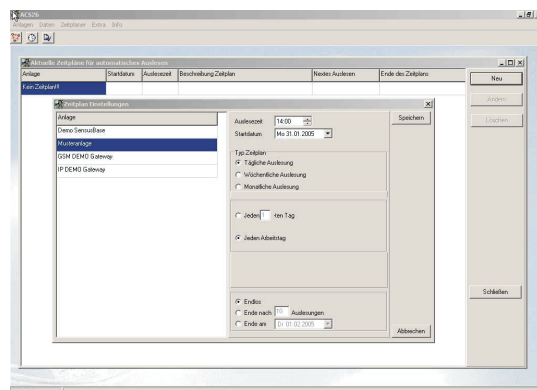 ACS26
Anlagen Daten Zeitplaner Extra Info
Aktuelle Zeitpläne für automatisches Auslesen
Anlage Startdatum Auslesezeit Beschreibung Zeitplan Nextes Auslesen Ende des Zeitplans
Kein Zeitplan!!!
Neu
Ändern
Löschen
Schließen
Zeitplan Einstellungen
Anlage
Demo SensusBase
Musteranlage
GSM DEMO Gateway
IP DEMO Gateway
Auslesezeit 14:00
Startdatum Mo 31.01.2005
Typ Zeitplan
Tägliche Auslesung
Wöchentliche Auslesung
Monatliche Auslesung
Jeden 1 -ten Tag
Jeden Arbeitstag
Endlos
Ende nach 10 Auslesungen
Ende am Di 01.02.2005
Speichern
Abbrechen